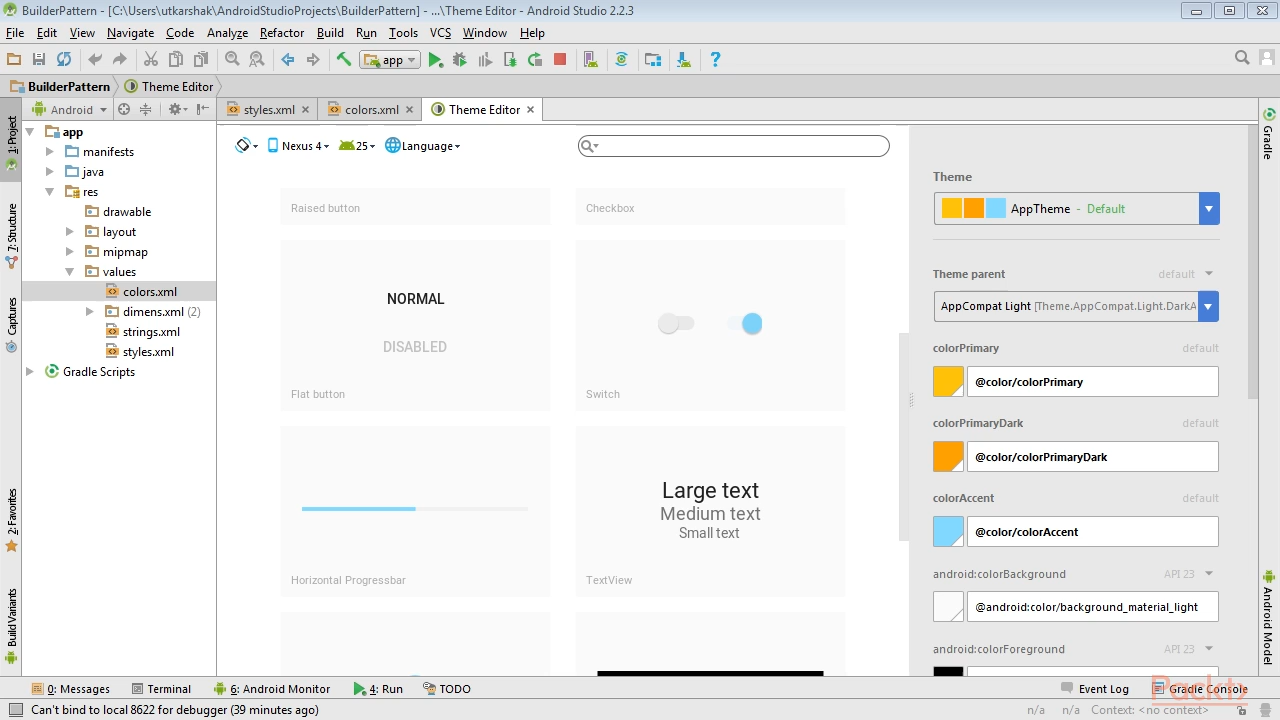 BuilderPattern - [C:\Users\utkarshak\AndroidStudioProjects\BuilderPattern] - ...\Theme Editor - Android Studio 2.2.3
File Edit View Navigate Code Analyze Refactor Build Run Tools VCS Window Help
app
BuilderPattern Theme Editor
Android
styles.xml colors.xml Theme Editor
1: Project
7: Structure
Captures
2: Favorites
Build Variants
app
manifests
java
res
drawable
layout
mipmap
values
colors.xml
dimens.xml (2)
strings.xml
styles.xml
Gradle Scripts
Nexus 4 25 Language
Raised button
Checkbox
NORMAL
DISABLED
Flat button
Switch
Horizontal Progressbar
Large text
Medium text
Small text
TextView
Theme
AppTheme - Default
Theme parent default
AppCompat Light [Theme.AppCompat.Light.DarkA
colorPrimary default
@color/colorPrimary
colorPrimaryDark default
@color/colorPrimaryDark
colorAccent default
@color/colorAccent
android:colorBackground API 23
@android:color/background_material_light
android:colorForeground API 23
Gradle
Android Model
0: Messages Terminal 6: Android Monitor 4: Run TODO Event Log Gradle Console
Packt
Can't bind to local 8622 for debugger (39 minutes ago) n/a n/a Context: <no context>